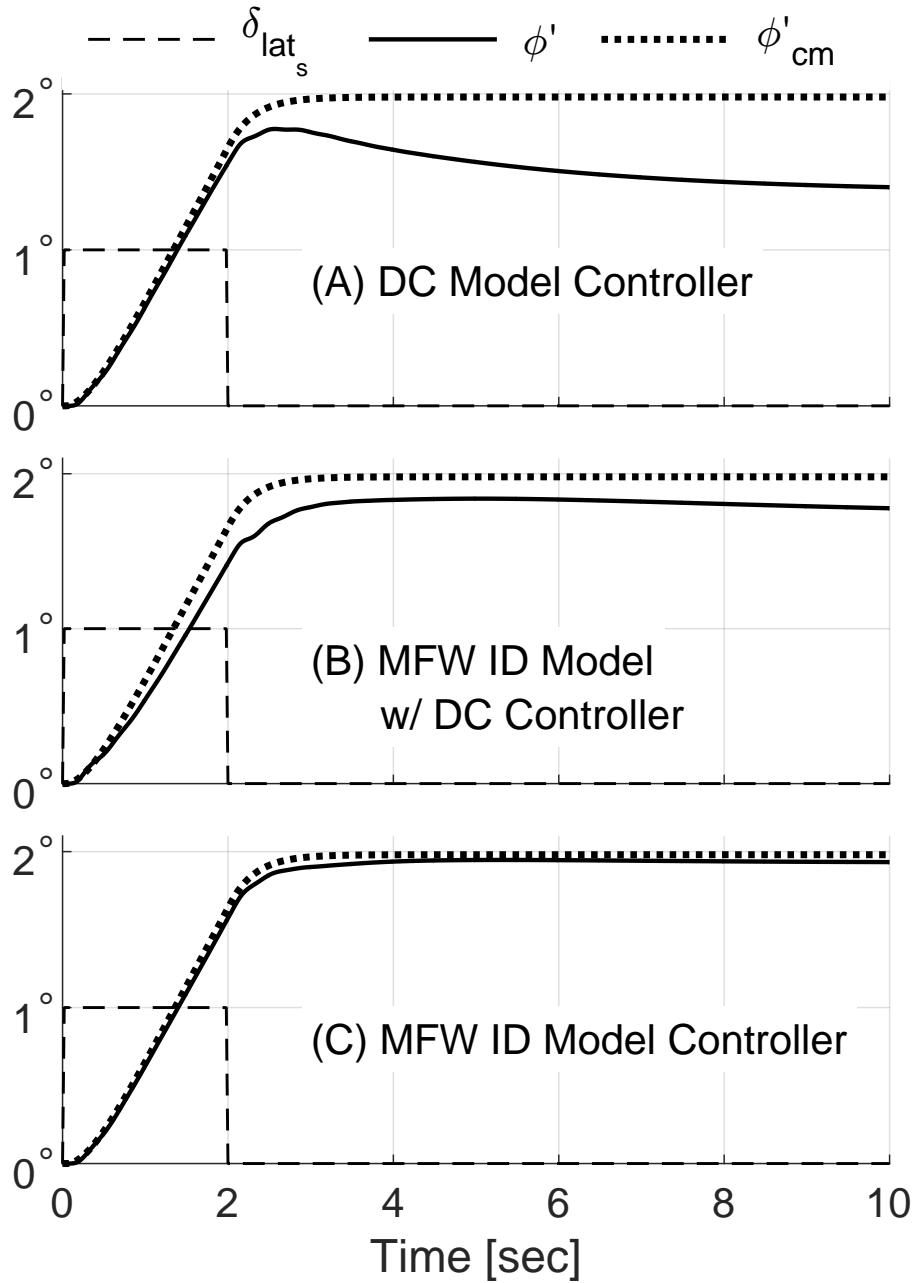 δlats ϕ' ϕ'cm
2°
1°
(A) DC Model Controller
0°
2°
1°
(B) MFW ID Model
w/ DC Controller
0°
2°
1°
(C) MFW ID Model Controller
0°
0 2 4 6 8 10
Time [sec]